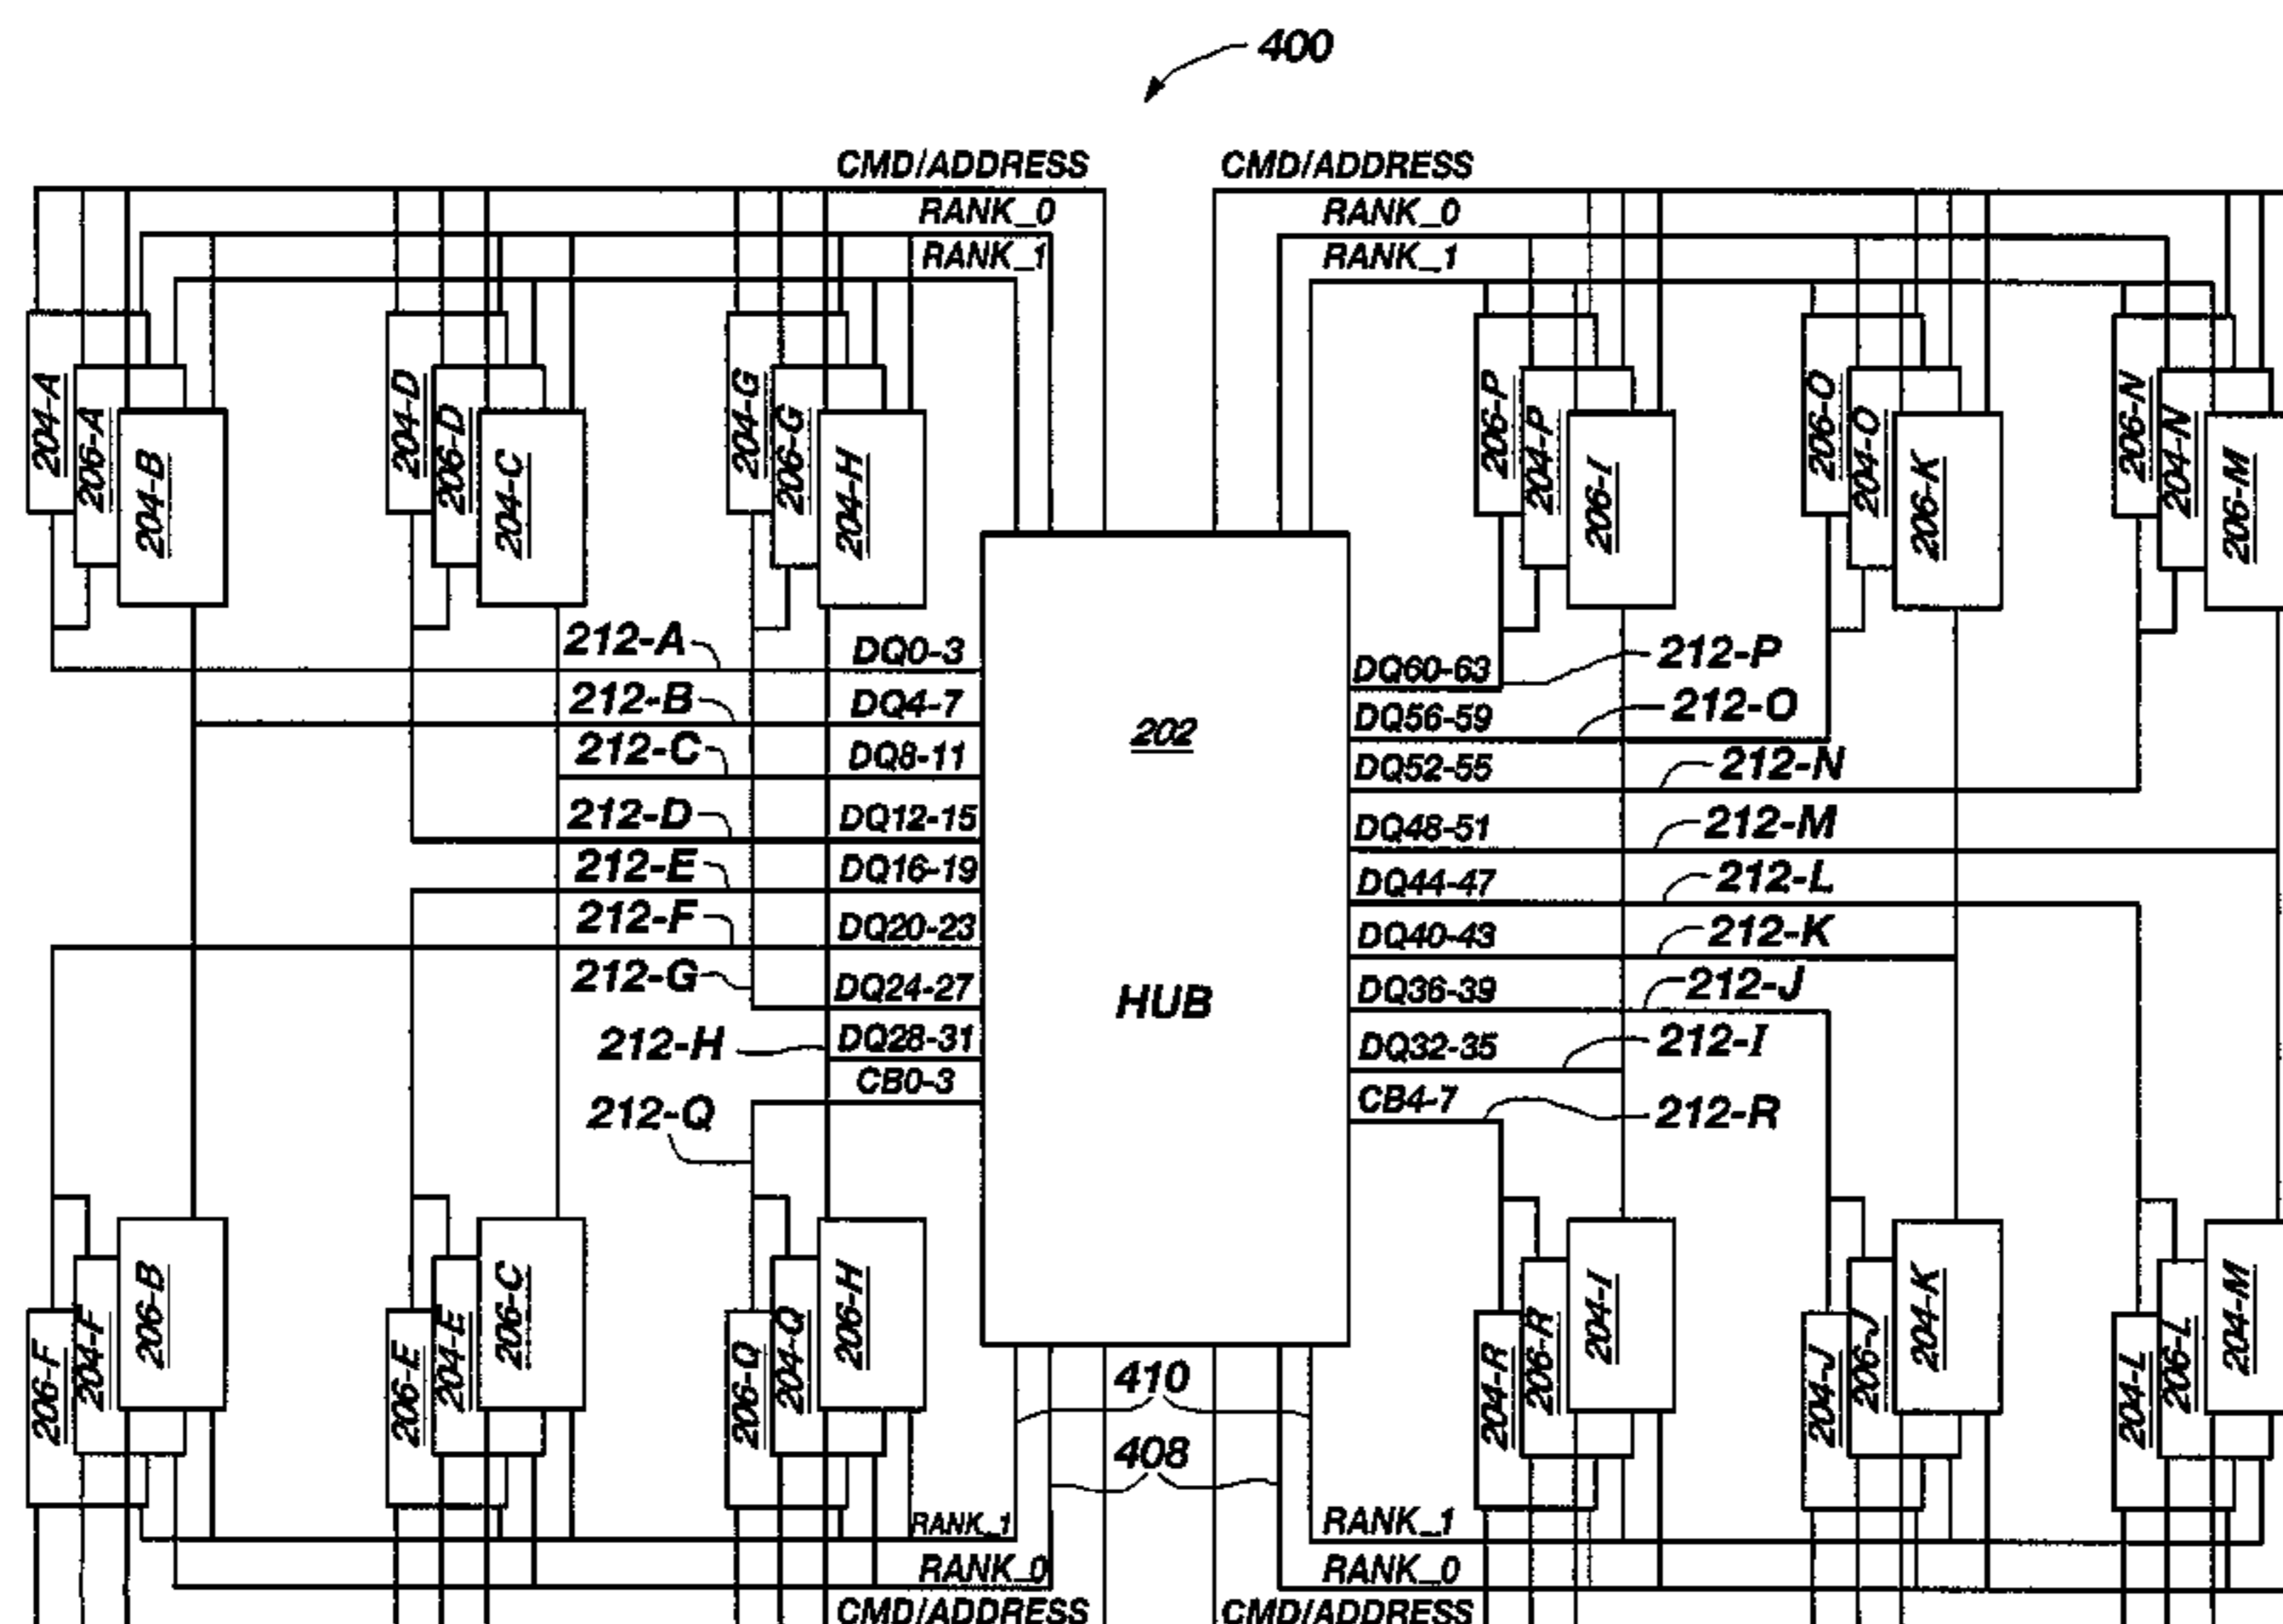 400
CMD/ADDRESS CMD/ADDRESS
RANK_0 RANK_0
RANK_1 RANK_1
204-A 206-A 204-B 204-D 206-D 204-C 204-G 206-G 204-H 206-P 204-P 206-I 206-O 204-O 206-K 206-N 204-N 206-M
212-A DQ0-3
212-B DQ4-7
212-C DQ8-11
212-D DQ12-15
212-E DQ16-19
212-F DQ20-23
212-G DQ24-27
212-H DQ28-31
CB0-3
212-Q
202
HUB
DQ60-63 212-P
DQ56-59 212-O
DQ52-55 212-N
DQ48-51 212-M
DQ44-47 212-L
DQ40-43 212-K
DQ36-39 212-J
DQ32-35 212-I
CB4-7 212-R
206-F 204-F 206-B 206-E 204-E 206-C 206-Q 204-Q 206-H 204-R 206-R 204-I 204-J 206-J 204-K 204-L 206-L 204-M
410
408
RANK_1 RANK_1
RANK_0 RANK_0
CMD/ADDRESS CMD/ADDRESS